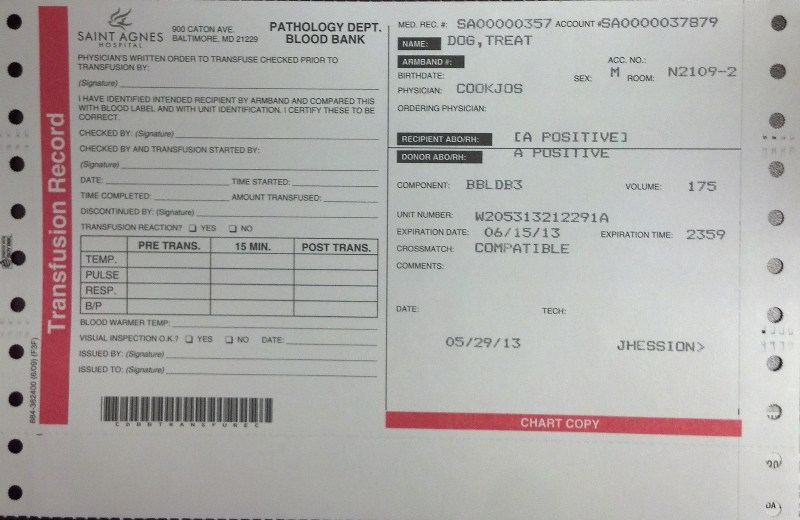 SAINT AGNES
HOSPITAL
900 CATON AVE.
BALTIMORE, MD 21229
PATHOLOGY DEPT.
BLOOD BANK
PHYSICIAN'S WRITTEN ORDER TO TRANSFUSE CHECKED PRIOR TO
TRANSFUSION BY:
(Signature)
I HAVE IDENTIFIED INTENDED RECIPIENT BY ARMBAND AND COMPARED THIS
WITH BLOOD LABEL AND WITH UNIT IDENTIFICATION. I CERTIFY THESE TO BE
CORRECT.
CHECKED BY: (Signature)
CHECKED BY AND TRANSFUSION STARTED BY:
(Signature)
DATE: TIME STARTED:
TIME COMPLETED: AMOUNT TRANSFUSED:
DISCONTINUED BY: (Signature)
TRANSFUSION REACTION? YES NO
PRE TRANS. 15 MIN. POST TRANS.
TEMP.
PULSE
RESP.
B/P
BLOOD WARMER TEMP:
VISUAL INSPECTION O.K.? YES NO DATE:
ISSUED BY: (Signature)
ISSUED TO: (Signature)
Transfusion Record
884-382400 (6/09) (F3F)
MED. REC. #: SA00000357 ACCOUNT #SA0000037879
NAME: DOG,TREAT
ARMBAND #: ACC. NO.:
BIRTHDATE: SEX: M ROOM: N2109-2
PHYSICIAN: COOKJOS
ORDERING PHYSICIAN:
RECIPIENT ABO/RH: [A POSITIVE]
DONOR ABO/RH: A POSITIVE
COMPONENT: BBLDB3 VOLUME: 175
UNIT NUMBER: W205313212291A
EXPIRATION DATE: 06/15/13 EXPIRATION TIME: 2359
CROSSMATCH: COMPATIBLE
COMMENTS:
DATE: TECH:
05/29/13 JHESSION>
CHART COPY